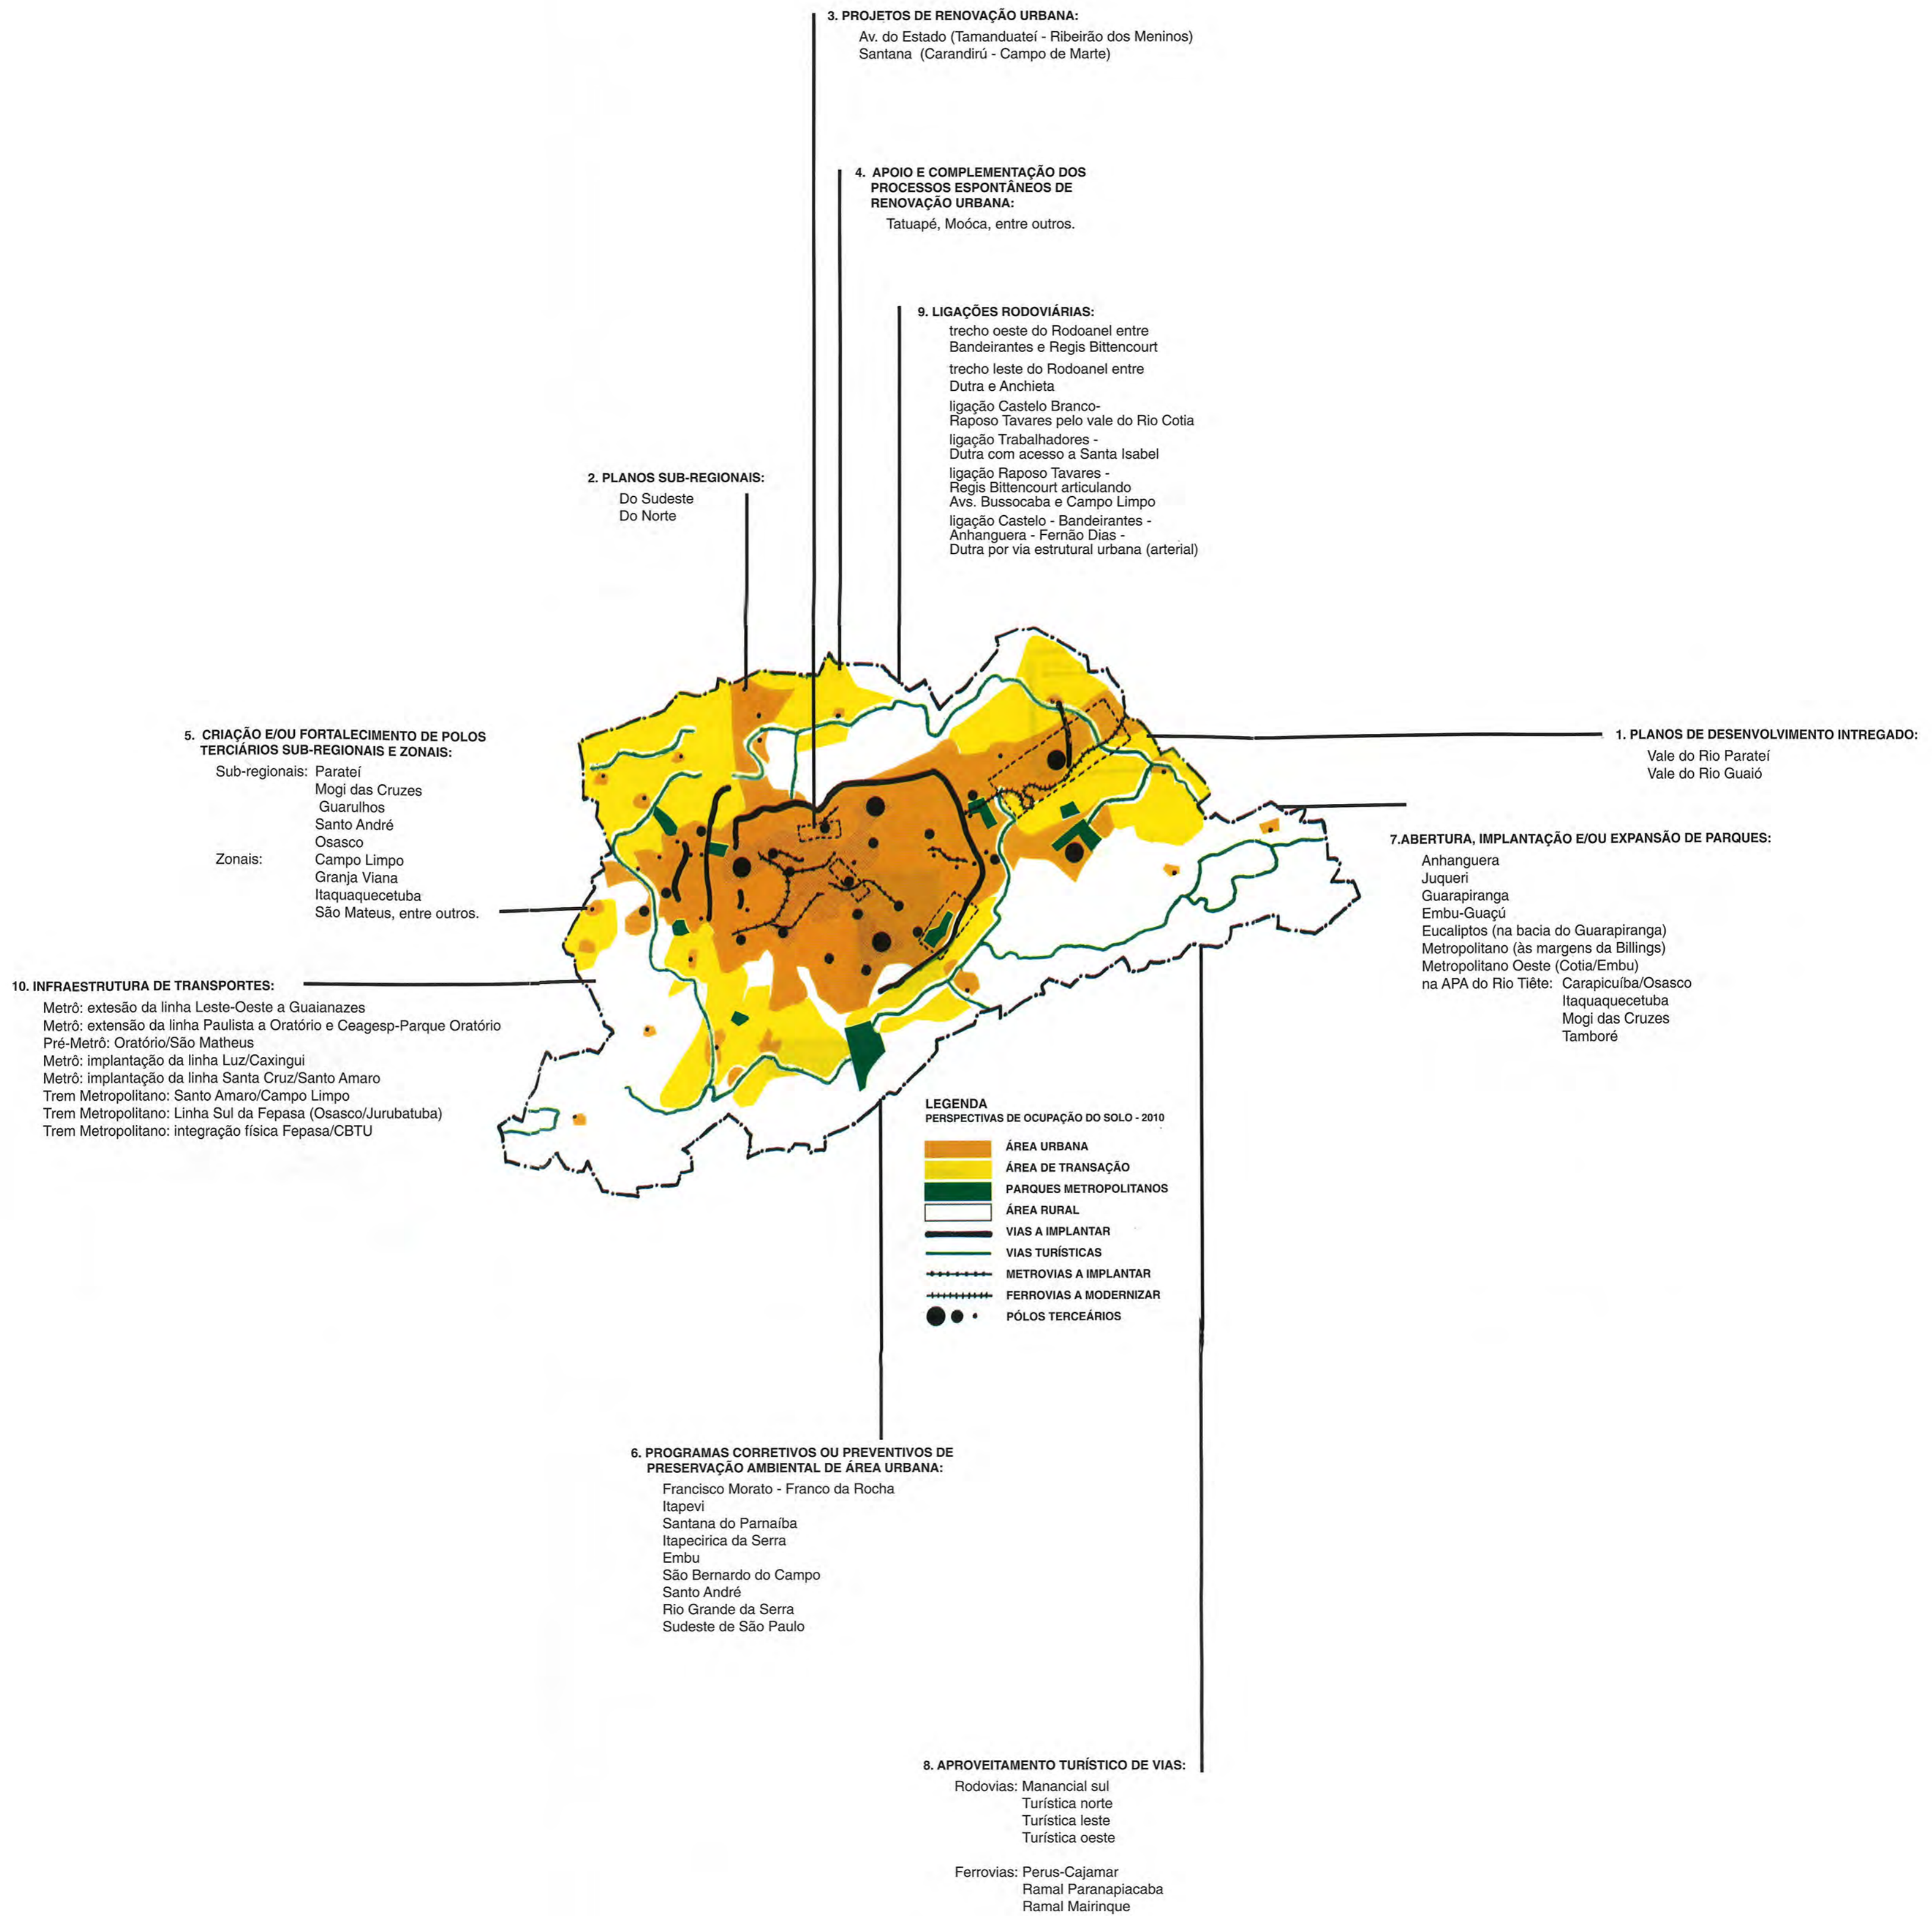 3. PROJETOS DE RENOVAÇÃO URBANA:
Av. do Estado (Tamanduateí - Ribeirão dos Meninos)
Santana (Carandirú - Campo de Marte)
4. APOIO E COMPLEMENTAÇÃO DOS
PROCESSOS ESPONTÂNEOS DE
RENOVAÇÃO URBANA:
Tatuapé, Moóca, entre outros.
9. LIGAÇÕES RODOVIÁRIAS:
trecho oeste do Rodoanel entre
Bandeirantes e Regis Bittencourt
trecho leste do Rodoanel entre
Dutra e Anchieta
ligação Castelo Branco-
Raposo Tavares pelo vale do Rio Cotia
ligação Trabalhadores -
Dutra com acesso a Santa Isabel
ligação Raposo Tavares -
Regis Bittencourt articulando
Avs. Bussocaba e Campo Limpo
ligação Castelo - Bandeirantes -
Anhanguera - Fernão Dias -
Dutra por via estrutural urbana (arterial)
2. PLANOS SUB-REGIONAIS:
Do Sudeste
Do Norte
5. CRIAÇÃO E/OU FORTALECIMENTO DE POLOS
TERCIÁRIOS SUB-REGIONAIS E ZONAIS:
Sub-regionais: Parateí
Mogi das Cruzes
Guarulhos
Santo André
Osasco
Zonais: Campo Limpo
Granja Viana
Itaquaquecetuba
São Mateus, entre outros.
1. PLANOS DE DESENVOLVIMENTO INTREGADO:
Vale do Rio Parateí
Vale do Rio Guaió
7.ABERTURA, IMPLANTAÇÃO E/OU EXPANSÃO DE PARQUES:
Anhanguera
Juqueri
Guarapiranga
Embu-Guaçú
Eucaliptos (na bacia do Guarapiranga)
Metropolitano (às margens da Billings)
Metropolitano Oeste (Cotia/Embu)
na APA do Rio Tiête: Carapicuíba/Osasco
Itaquaquecetuba
Mogi das Cruzes
Tamboré
10. INFRAESTRUTURA DE TRANSPORTES:
Metrô: extesão da linha Leste-Oeste a Guaianazes
Metrô: extensão da linha Paulista a Oratório e Ceagesp-Parque Oratório
Pré-Metrô: Oratório/São Matheus
Metrô: implantação da linha Luz/Caxingui
Metrô: implantação da linha Santa Cruz/Santo Amaro
Trem Metropolitano: Santo Amaro/Campo Limpo
Trem Metropolitano: Linha Sul da Fepasa (Osasco/Jurubatuba)
Trem Metropolitano: integração física Fepasa/CBTU
LEGENDA
PERSPECTIVAS DE OCUPAÇÃO DO SOLO - 2010
ÁREA URBANA
ÁREA DE TRANSAÇÃO
PARQUES METROPOLITANOS
ÁREA RURAL
VIAS A IMPLANTAR
VIAS TURÍSTICAS
METROVIAS A IMPLANTAR
FERROVIAS A MODERNIZAR
PÓLOS TERCEÁRIOS
6. PROGRAMAS CORRETIVOS OU PREVENTIVOS DE
PRESERVAÇÃO AMBIENTAL DE ÁREA URBANA:
Francisco Morato - Franco da Rocha
Itapevi
Santana do Parnaíba
Itapecirica da Serra
Embu
São Bernardo do Campo
Santo André
Rio Grande da Serra
Sudeste de São Paulo
8. APROVEITAMENTO TURÍSTICO DE VIAS:
Rodovias: Manancial sul
Turística norte
Turística leste
Turística oeste
Ferrovias: Perus-Cajamar
Ramal Paranapiacaba
Ramal Mairinque